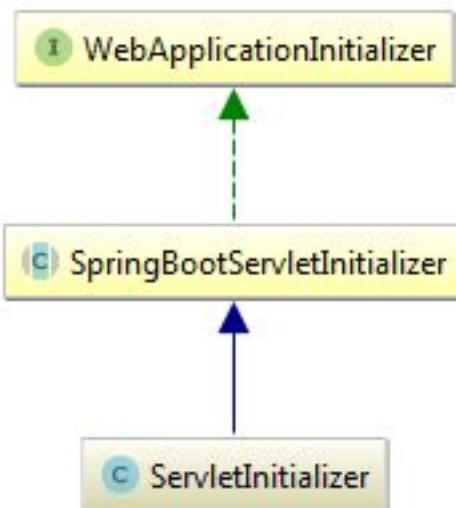 I WebApplicationInitializer
C SpringBootServletInitializer
C ServletInitializer